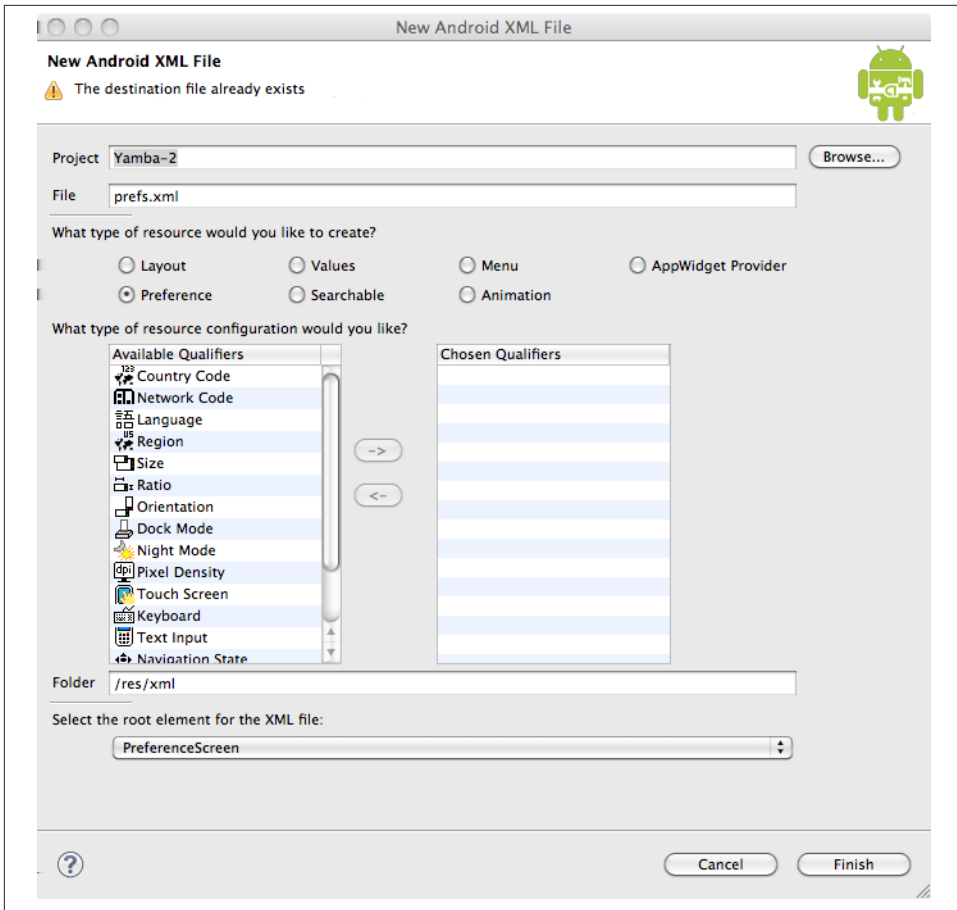 New Android XML File
New Android XML File
The destination file already exists
Project Yamba-2 Browse...
File prefs.xml
What type of resource would you like to create?
Layout Values Menu AppWidget Provider
Preference Searchable Animation
What type of resource configuration would you like?
Available Qualifiers Chosen Qualifiers
123 Country Code
Network Code
語 Language
US Region
Size
Ratio
Orientation
Dock Mode
Night Mode
dpi Pixel Density
Touch Screen
Keyboard
Text Input
Navigation State
->
<-
Folder /res/xml
Select the root element for the XML file:
PreferenceScreen
? Cancel Finish